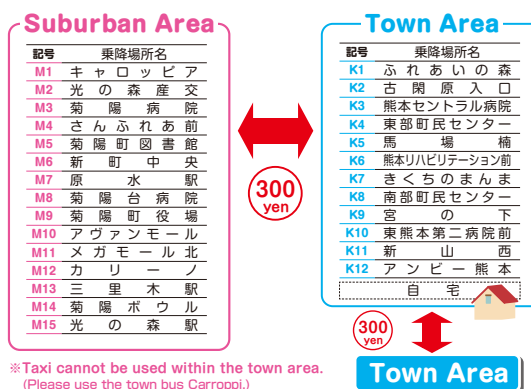 Suburban Area
記号 乗降場所名
M1 キャロッピア
M2 光の森産交
M3 菊陽病院
M4 さんふれあ前
M5 菊陽町図書館
M6 新町中央
M7 原水駅
M8 菊陽台病院
M9 菊陽町役場
M10 アヴァンモール
M11 メガモール北
M12 カリーノ
M13 三里木駅
M14 菊陽ボウル
M15 光の森駅
※Taxi cannot be used within the town area.
(Please use the town bus Carroppi.)
300
yen
Town Area
記号 乗降場所名
K1 ふれあいの森
K2 古閑原入口
K3 熊本セントラル病院
K4 東部町民センター
K5 馬場楠
K6 熊本リハビリテーション前
K7 きくちのまんま
K8 南部町民センター
K9 宮の下
K10 東熊本第二病院前
K11 新山西
K12 アンビー熊本
自宅
300
yen
Town Area